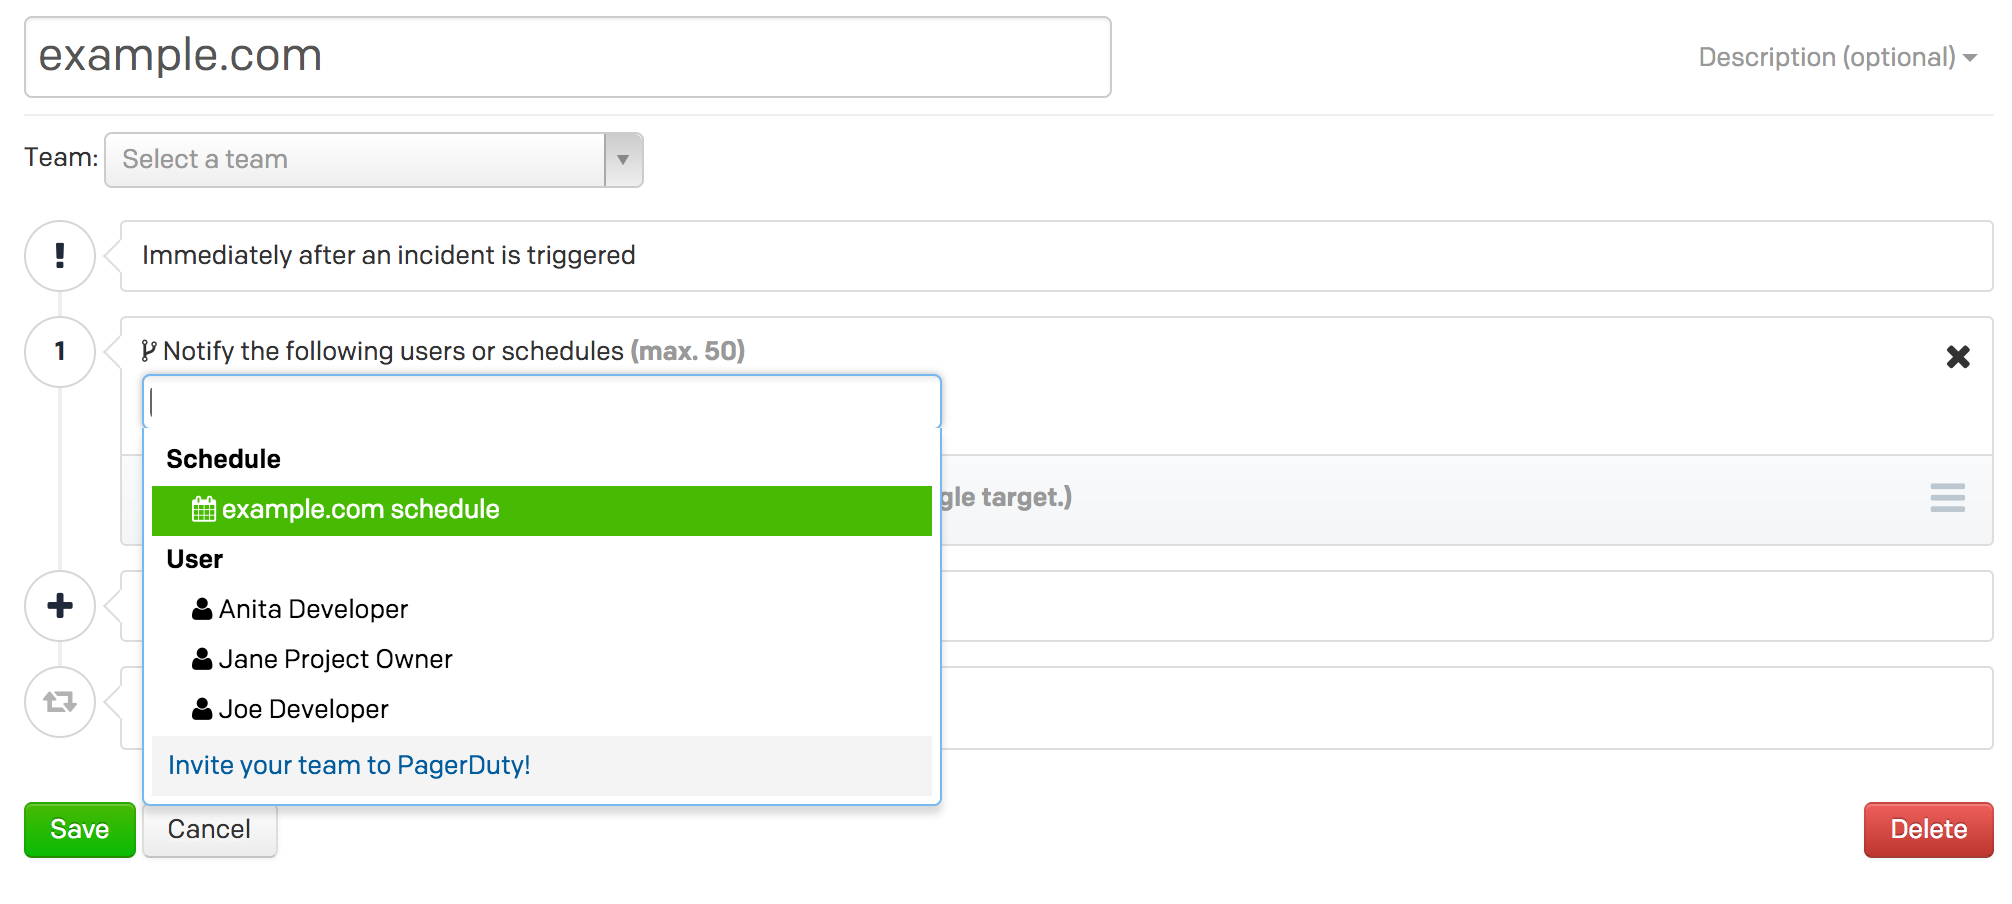 example.com
Description (optional)
Team: Select a team
! Immediately after an incident is triggered
1 Notify the following users or schedules (max. 50)
Schedule
example.com schedule
target.)
User
Anita Developer
Jane Project Owner
Joe Developer
Invite your team to PagerDuty!
Save Cancel Delete